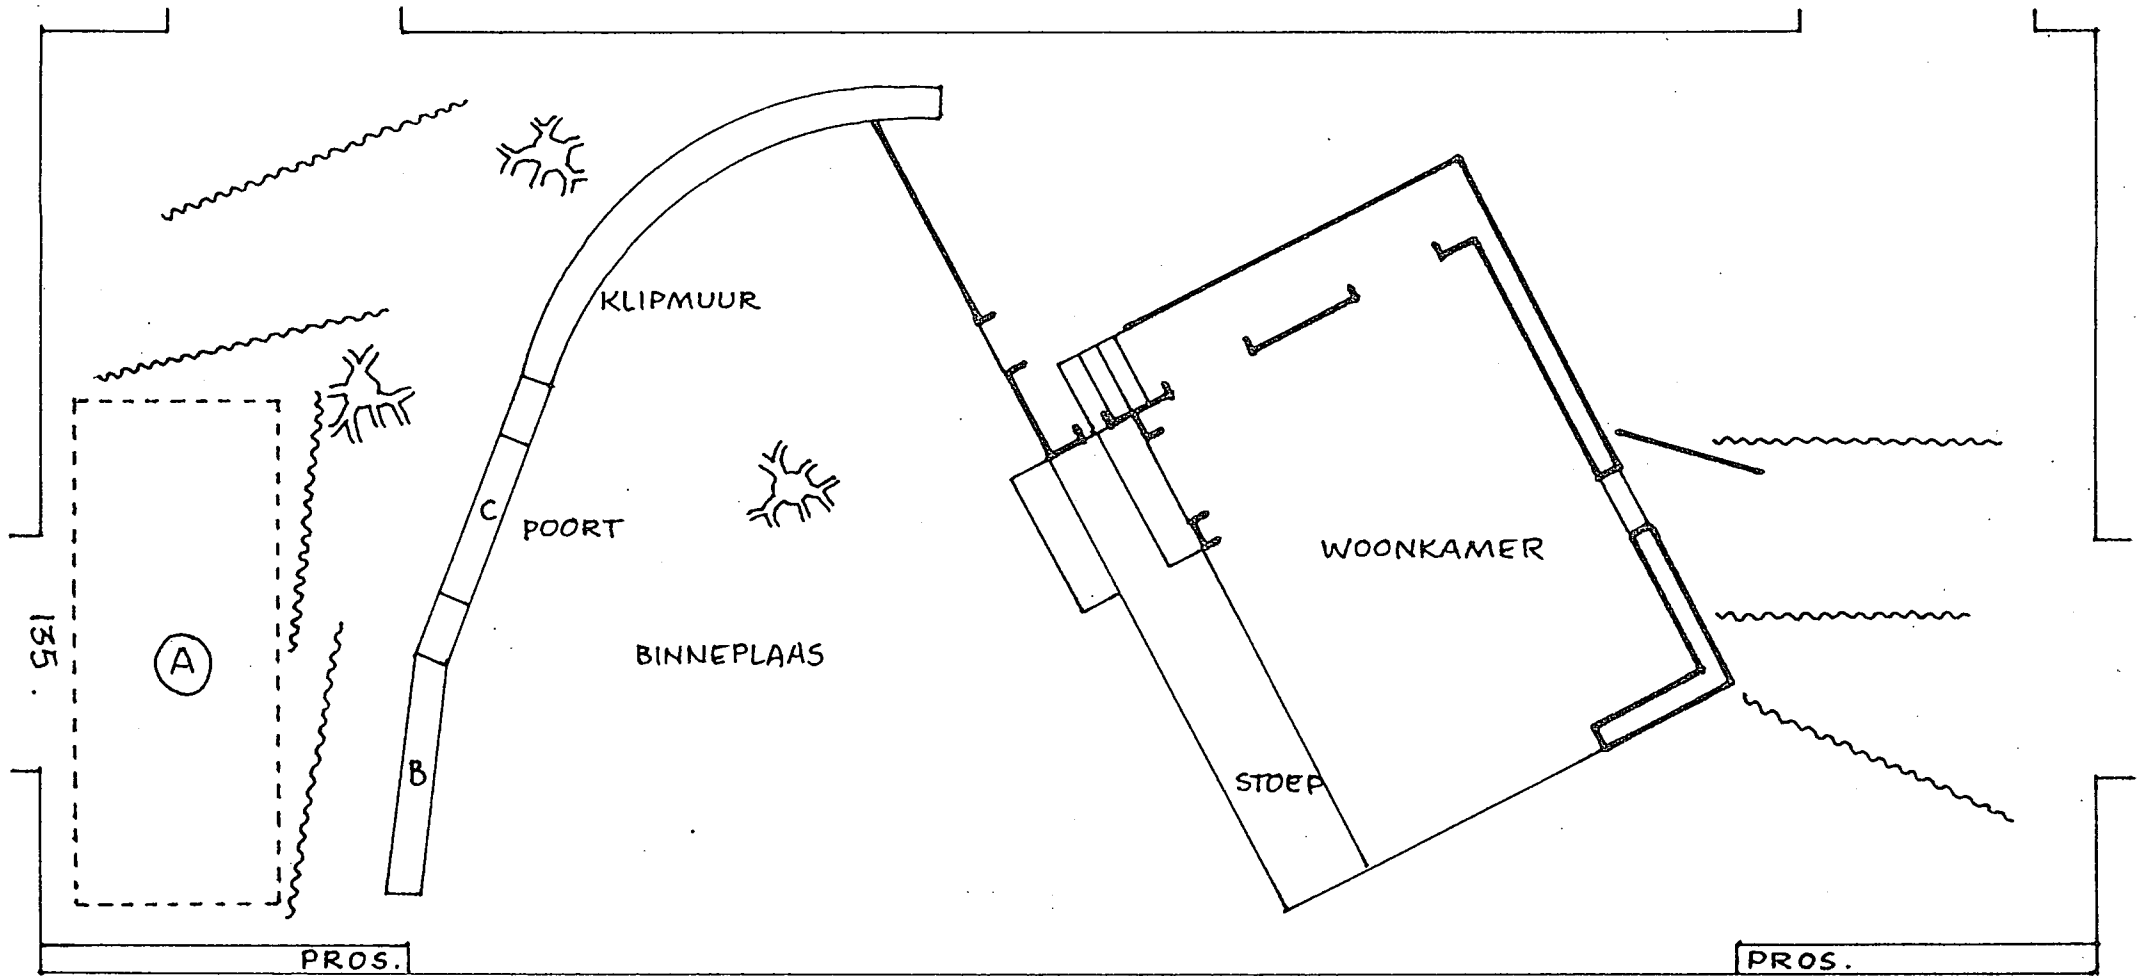 KLIPMUUR
C
POORT
WOONKAMER
135.
A
BINNEPLAAS
B
STOEP
PROS.
PROS.